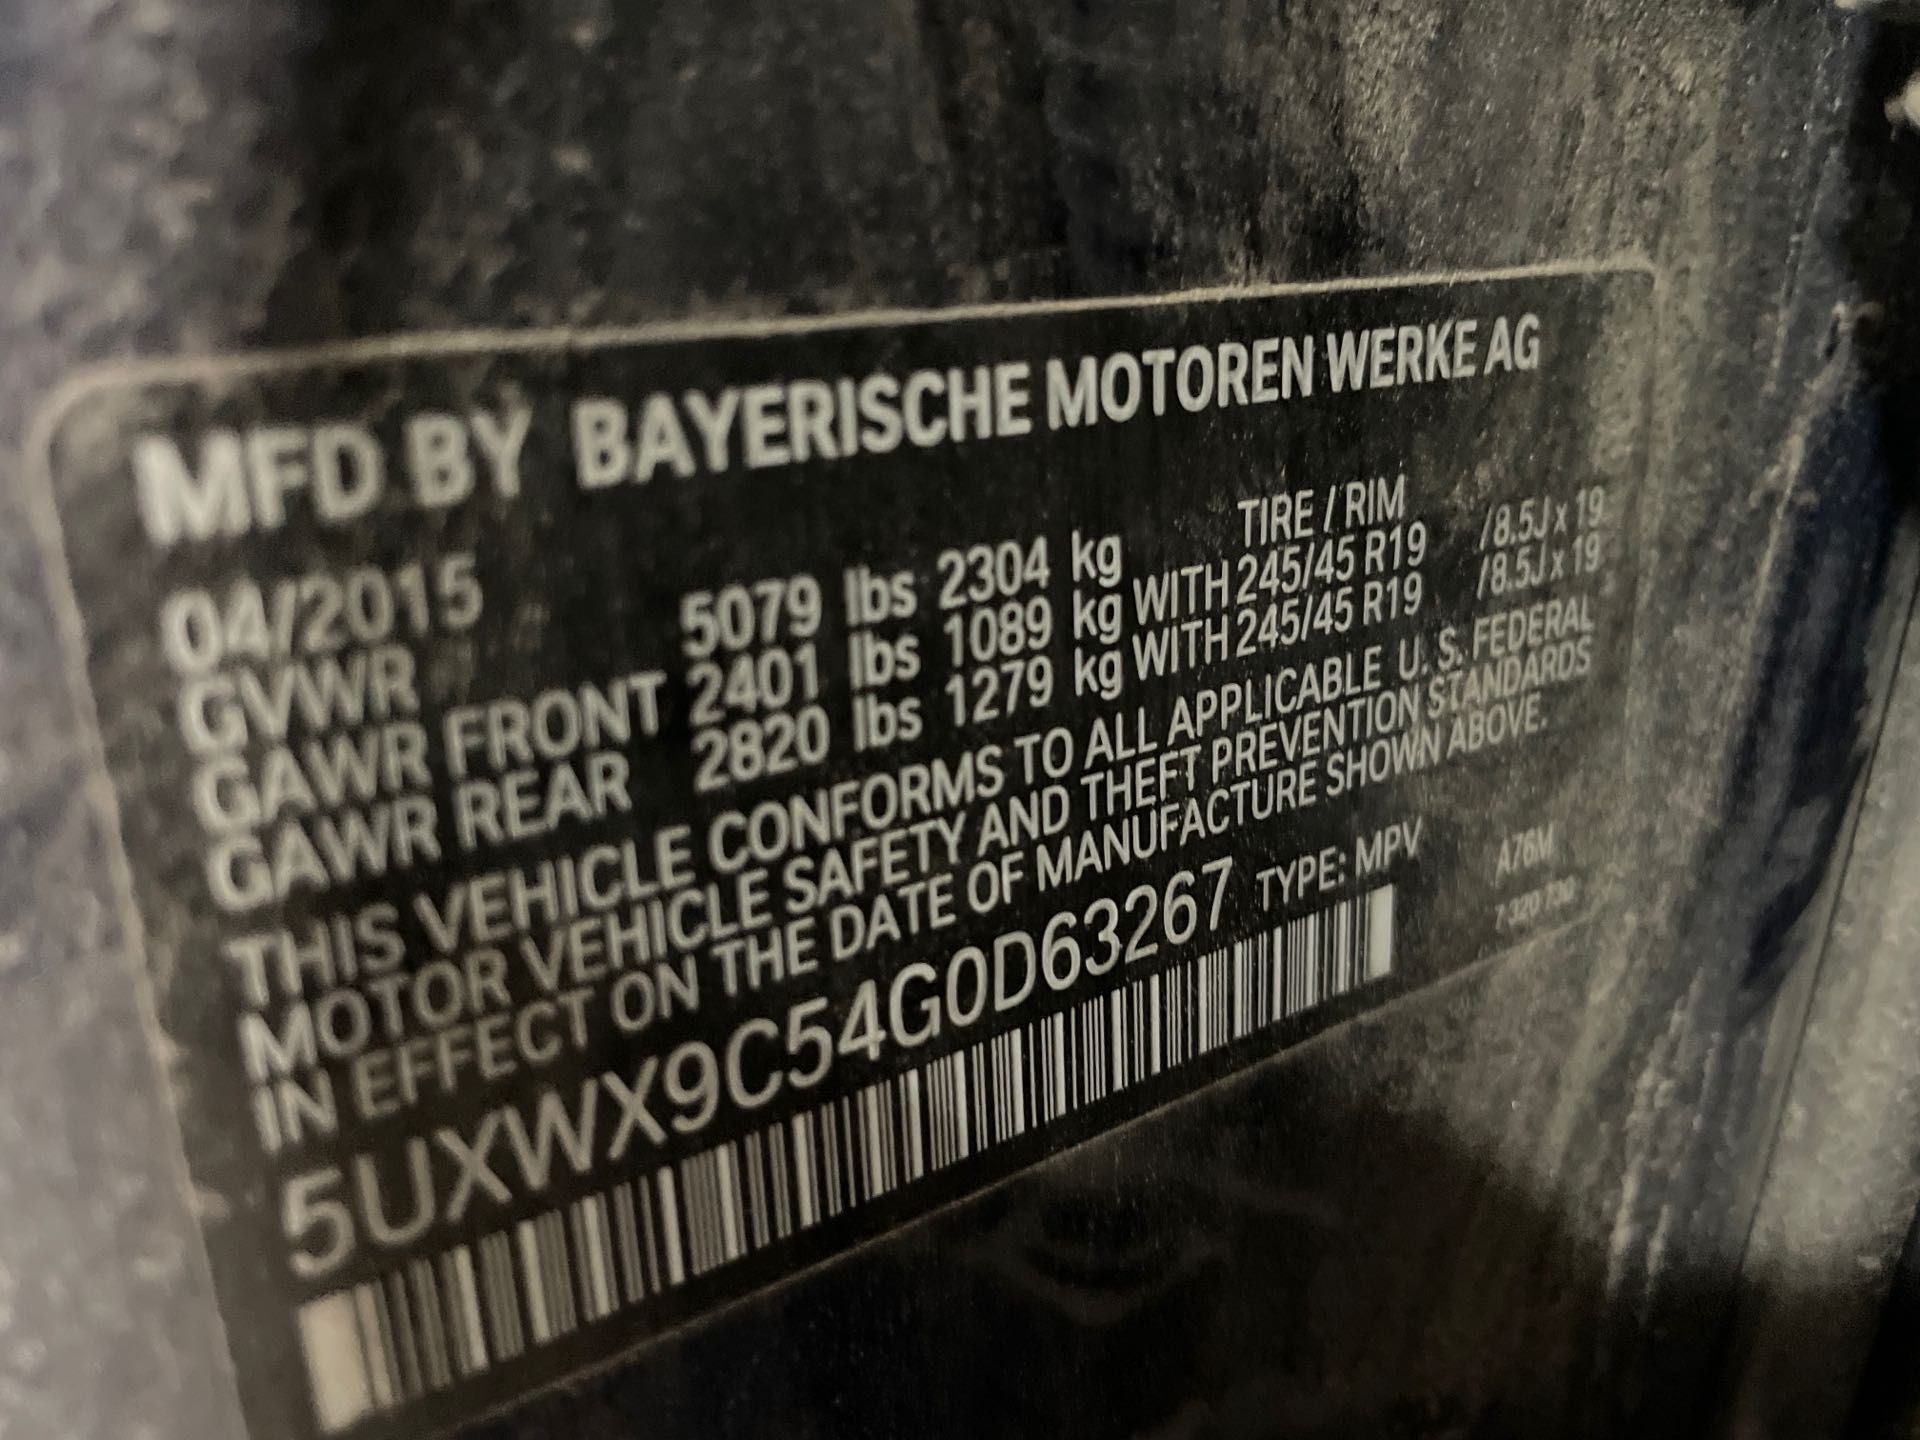 MFD BY BAYERISCHE MOTOREN WERKE AG
04/2015 TIRE / RIM
GVWR 5079 lbs 2304 kg
GAWR FRONT 2401 lbs 1089 kg WITH 245/45 R19 /8.5J x 19
GAWR REAR 2820 lbs 1279 kg WITH 245/45 R19 /8.5J x 19
THIS VEHICLE CONFORMS TO ALL APPLICABLE U. S. FEDERAL
MOTOR VEHICLE SAFETY AND THEFT PREVENTION STANDARDS
IN EFFECT ON THE DATE OF MANUFACTURE SHOWN ABOVE.
5UXWX9C54G0D63267 TYPE: MPV A76M
7 320 730